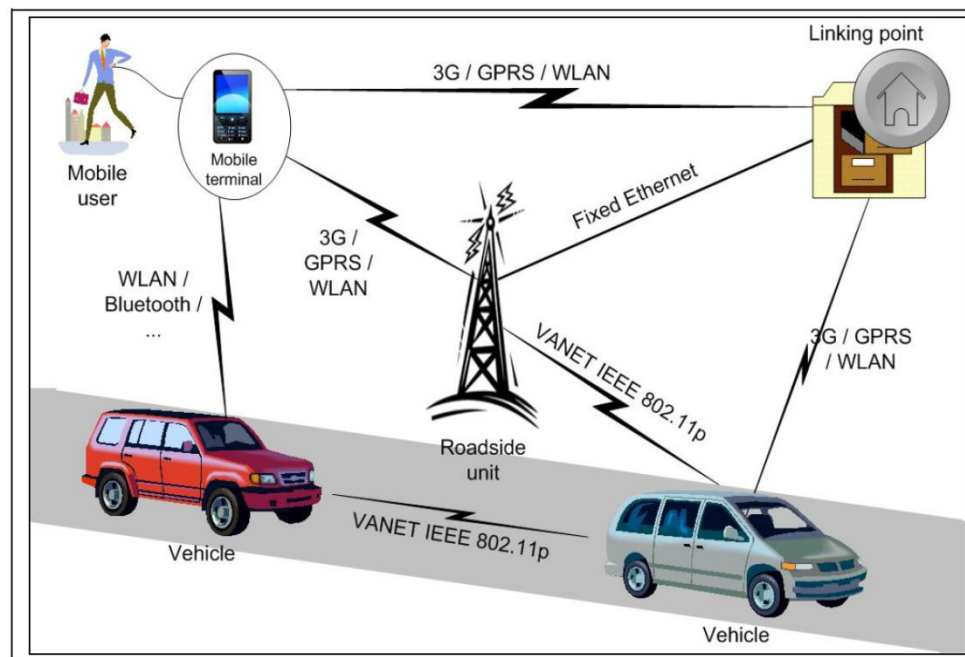 Linking point
3G / GPRS / WLAN
Mobile
terminal
Mobile
user
Fixed Ethernet
3G /
GPRS /
WLAN
WLAN /
Bluetooth /
...
VANET IEEE 802.11p
3G / GPRS
/ WLAN
Roadside
unit
VANET IEEE 802.11p
Vehicle
Vehicle